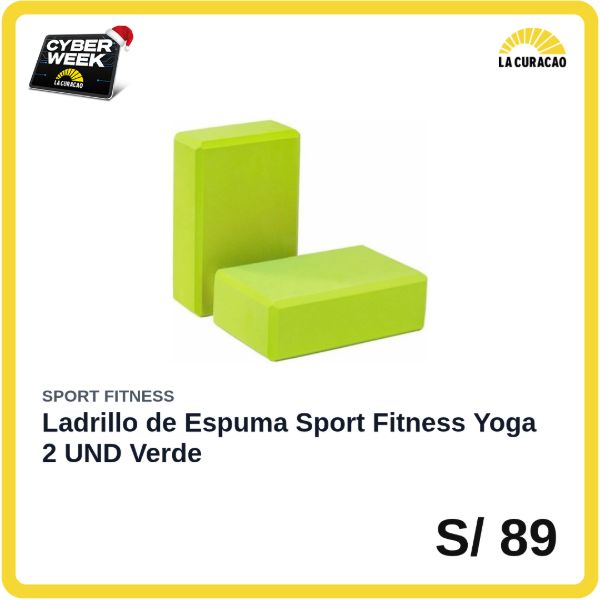 CYBER
WEEK
LA CURACAO
LA CURACAO
SPORT FITNESS
Ladrillo de Espuma Sport Fitness Yoga
2 UND Verde
S/ 89